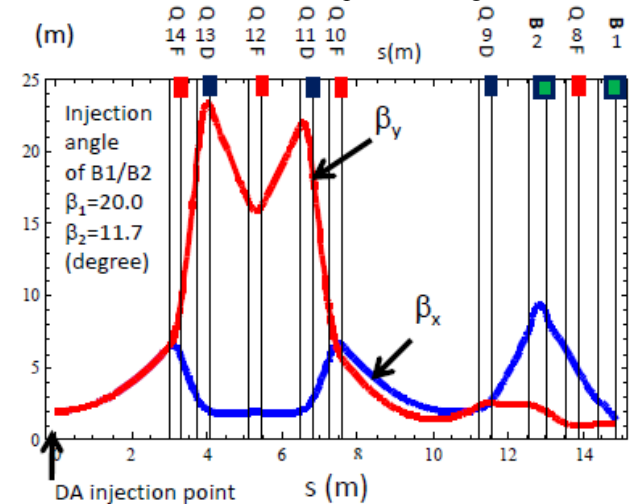 Q Q Q Q Q Q B Q B
(m) 14 13 12 11 10 9 2 8 1
F D F D F s(m) D F
25
Injection
angle
of B1/B2
β₁=20.0
β₂=11.7
(degree)
20
15
10
5
0
βy
βx
0 2 4 6 8 10 12 14
DA injection point
s (m)